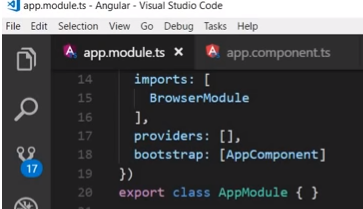 app.module.ts - Angular - Visual Studio Code
File Edit Selection View Go Debug Tasks Help
app.module.ts × app.component.ts
14 imports: [
15 BrowserModule
16 ],
17 providers: [],
18 bootstrap: [AppComponent]
19 })
20 export class AppModule { }
17